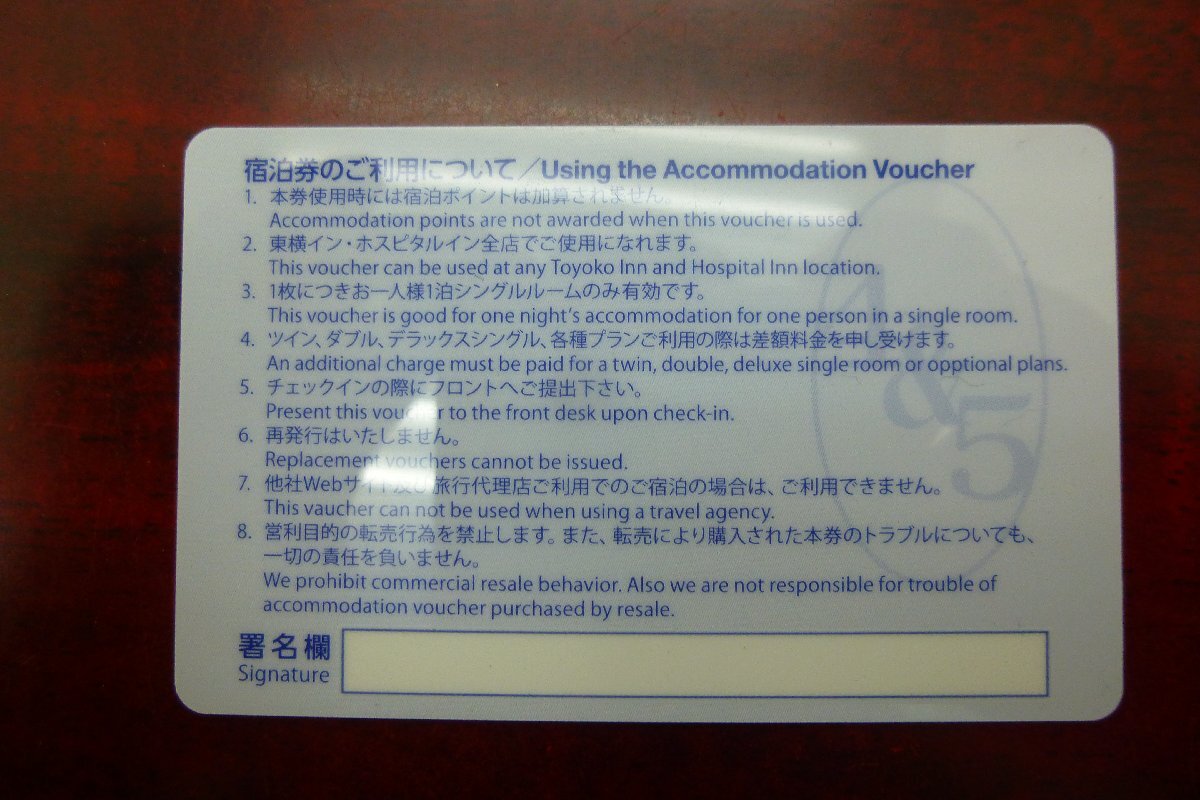 宿泊券のご利用について/Using the Accommodation Voucher
1. 本券使用時には宿泊ポイントは加算されません。
Accommodation points are not awarded when this voucher is used.
2. 東横イン・ホスピタルイン全店でご使用になれます。
This voucher can be used at any Toyoko Inn and Hospital Inn location.
3. 1枚につきお一人様1泊シングルルームのみ有効です。
This voucher is good for one night's accommodation for one person in a single room.
4. ツイン、ダブル、デラックスシングル、各種プランご利用の際は差額料金を申し受けます。
An additional charge must be paid for a twin, double, deluxe single room or opptional plans.
5. チェックインの際にフロントへご提出下さい。
Present this voucher to the front desk upon check-in.
6. 再発行はいたしません。
Replacement vouchers cannot be issued.
7. 他社Webサイト及び旅行代理店ご利用でのご宿泊の場合は、ご利用できません。
This vaucher can not be used when using a travel agency.
8. 営利目的の転売行為を禁止します。また、転売により購入された本券のトラブルについても、
一切の責任を負いません。
We prohibit commercial resale behavior. Also we are not responsible for trouble of
accommodation voucher purchased by resale.
署名欄
Signature
1&5